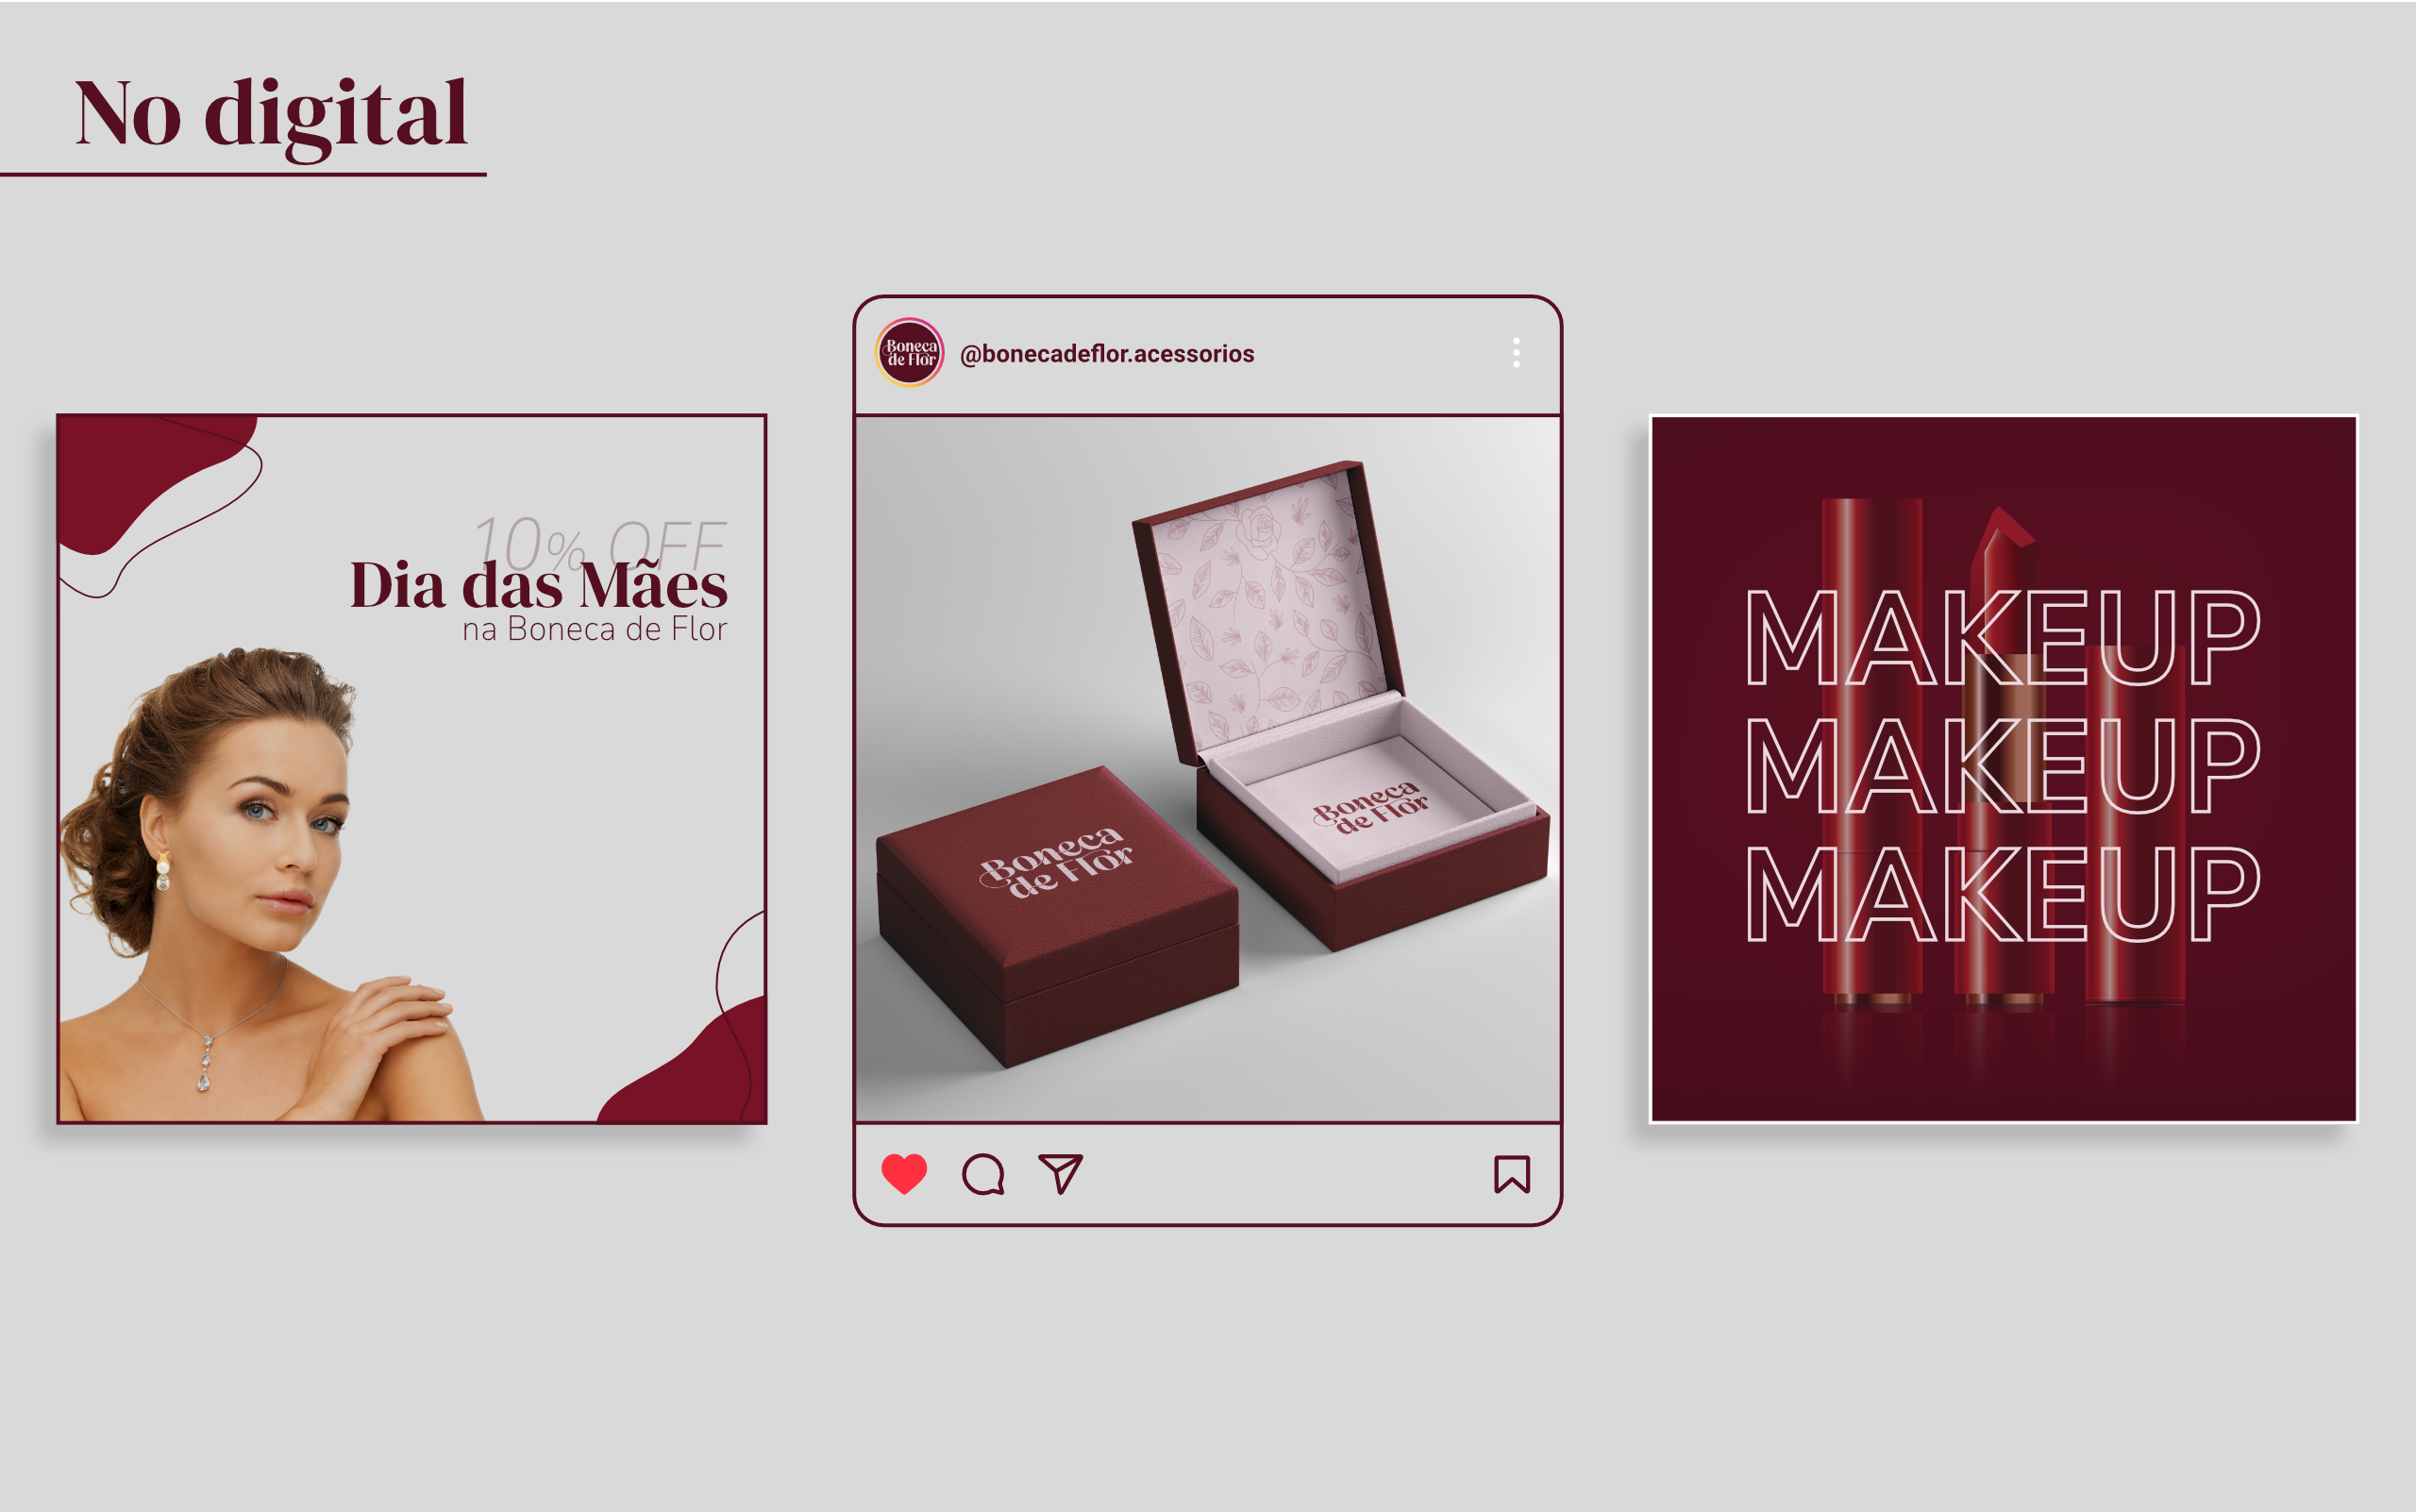 No digital
10% OFF
Dia das Mães
na Boneca de Flor
Boneca
de Flor
@bonecadeflor.acessorios
Boneca
de Flor
Boneca
de Flor
MAKEUP
MAKEUP
MAKEUP